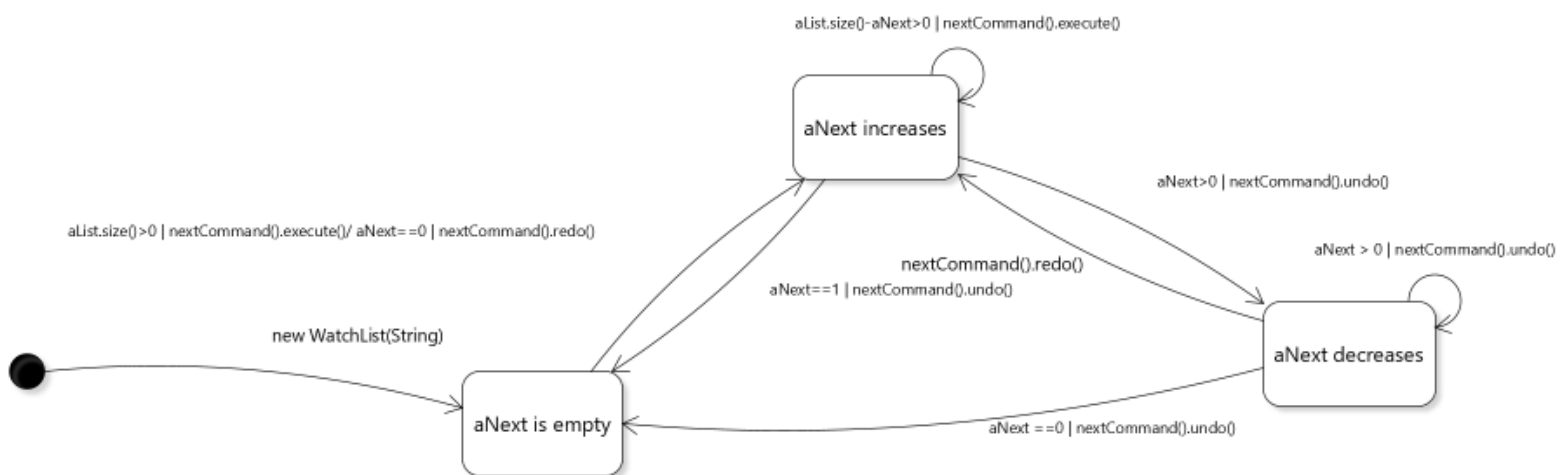 aList.size()-aNext>0 | nextCommand().execute()
aNext increases
aNext>0 | nextCommand().undo()
aList.size()>0 | nextCommand().execute()/ aNext==0 | nextCommand().redo()
aNext > 0 | nextCommand().undo()
nextCommand().redo()
aNext==1 | nextCommand().undo()
new WatchList(String)
aNext decreases
aNext is empty
aNext ==0 | nextCommand().undo()